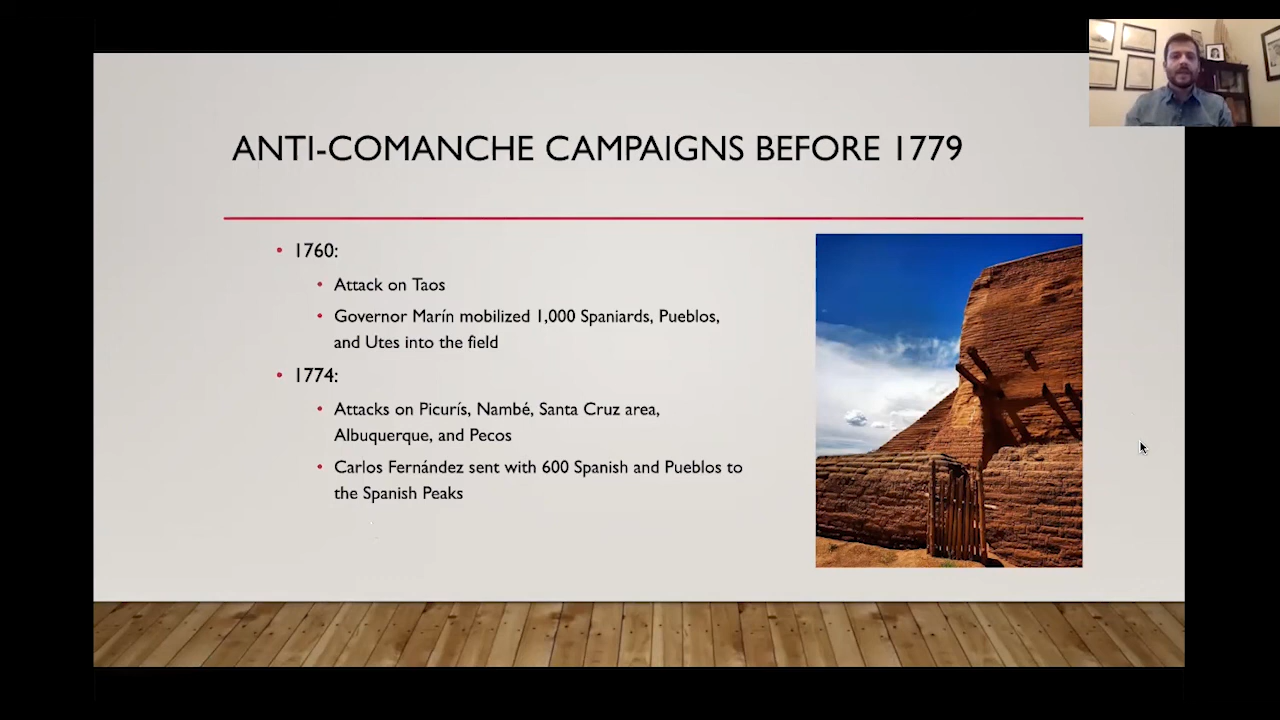 ANTI-COMANCHE CAMPAIGNS BEFORE 1779
• 1760:
• Attack on Taos
• Governor Marín mobilized 1,000 Spaniards, Pueblos,
and Utes into the field
• 1774:
• Attacks on Picurís, Nambé, Santa Cruz area,
Albuquerque, and Pecos
• Carlos Fernández sent with 600 Spanish and Pueblos to
the Spanish Peaks